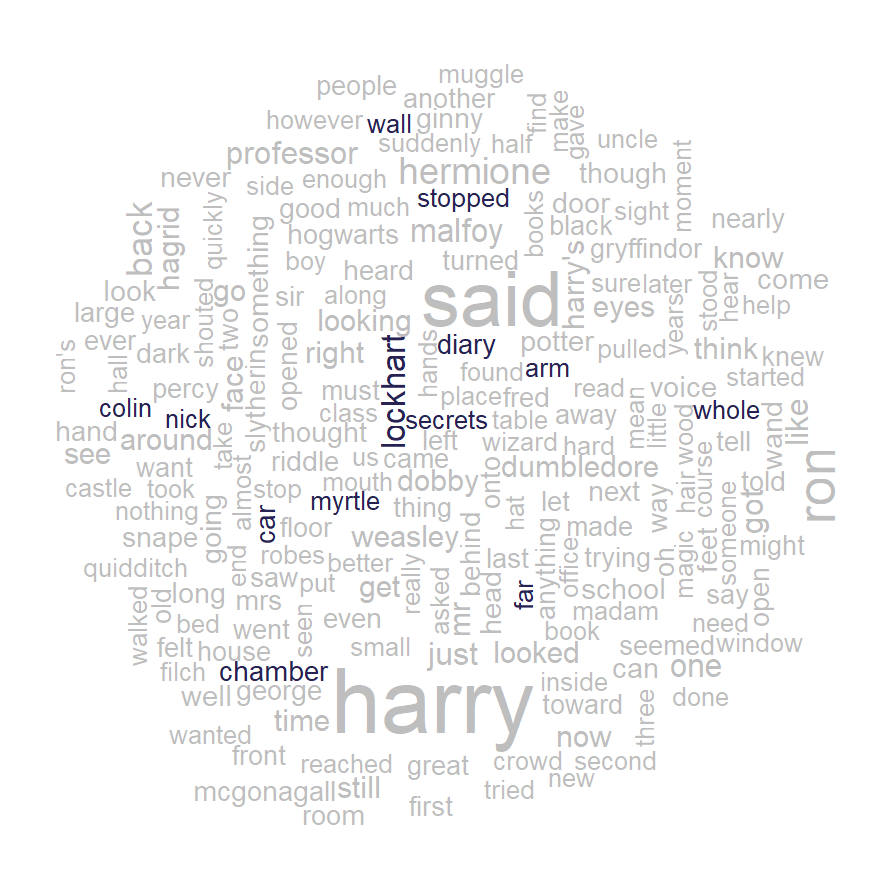 muggle
people
another
find
make
however
wall
ginny
gave
suddenly
half
uncle
professor
hermione
though
moment
never
side
enough
stopped
books
door
sight
nearly
back
hagrid
quickly
good
much
black
hogwarts
malfoy
gryffindor
know
something
boy
heard
turned
harry's
sure
later
stood
hear
come
look
go
sir
along
said
eyes
help
large
year
shouted
two
looking
potter
years
ever
ron's
hall
dark
face
slytherin
opened
right
lockhart
hands
diary
arm
pulled
think
knew
found
started
percy
must
place
fred
read
voice
colin
nick
class
secrets
table
away
mean
little
whole
like
hand
around
take
thought
left
wizard
hard
wood
tell
wand
see
want
almost
riddle
us
came
dumbledore
castle
took
stop
mouth
dobby
onto
hat
let
next
way
hair
course
told
got
ron
nothing
car
myrtle
thing
snape
going
floor
weasley
behind
made
oh
feet
someone
might
quidditch
end
robes
better
last
anything
office
trying
magic
saw
put
get
really
asked
school
say
open
walked
old
long
mrs
mr
head
far
madam
bed
went
seen
even
book
need
felt
house
small
just
looked
seemed
window
filch
chamber
can
one
well
george
harry
inside
toward
three
done
time
wanted
now
front
reached
great
crowd
second
mcgonagall
still
tried
new
room
first